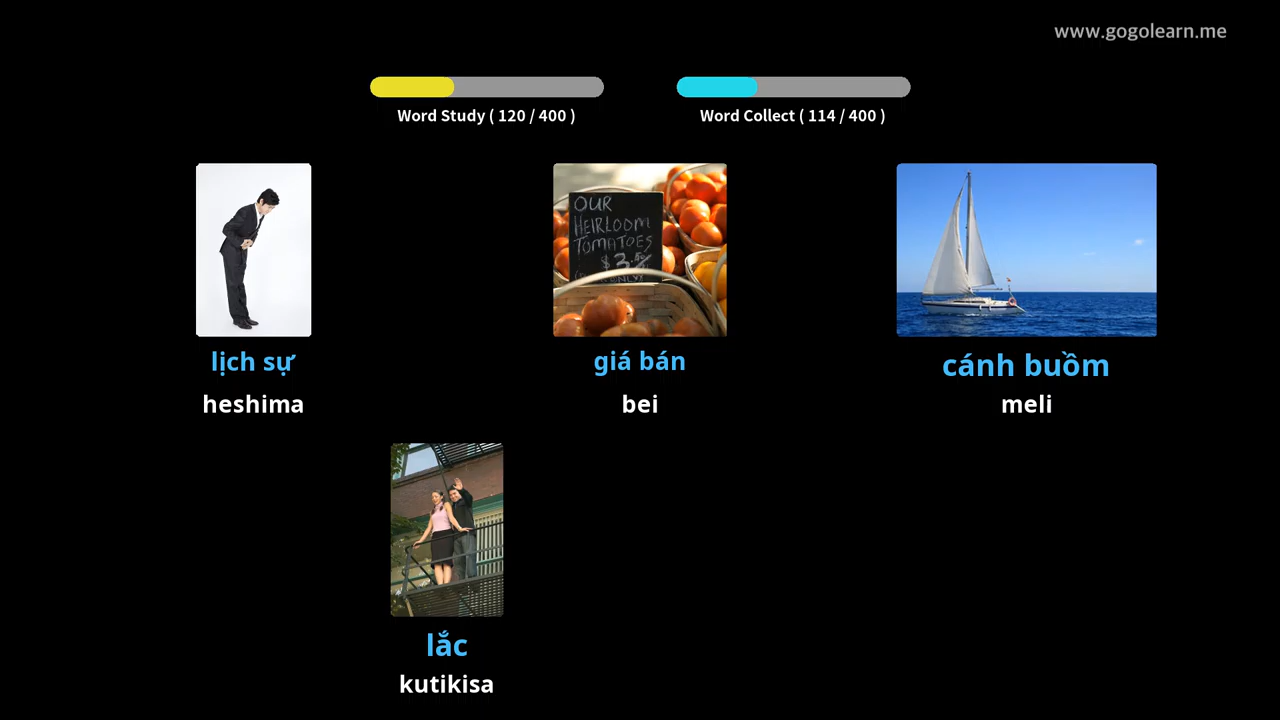 www.gogolearn.me
Word Study ( 120 / 400 )
Word Collect ( 114 / 400 )
OUR
HEIRLOOM
TOMATOES
lịch sự
giá bán
cánh buồm
heshima
bei
meli
lắc
kutikisa